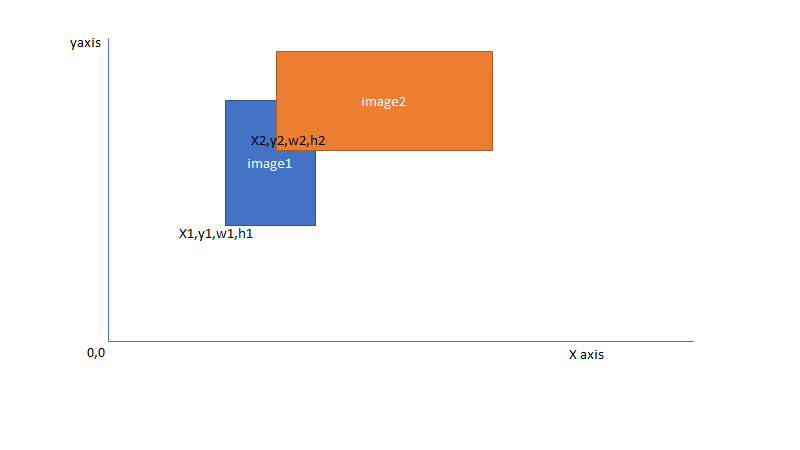 yaxis
image2
X2,y2,w2,h2
image1
X1,y1,w1,h1
0,0
X axis